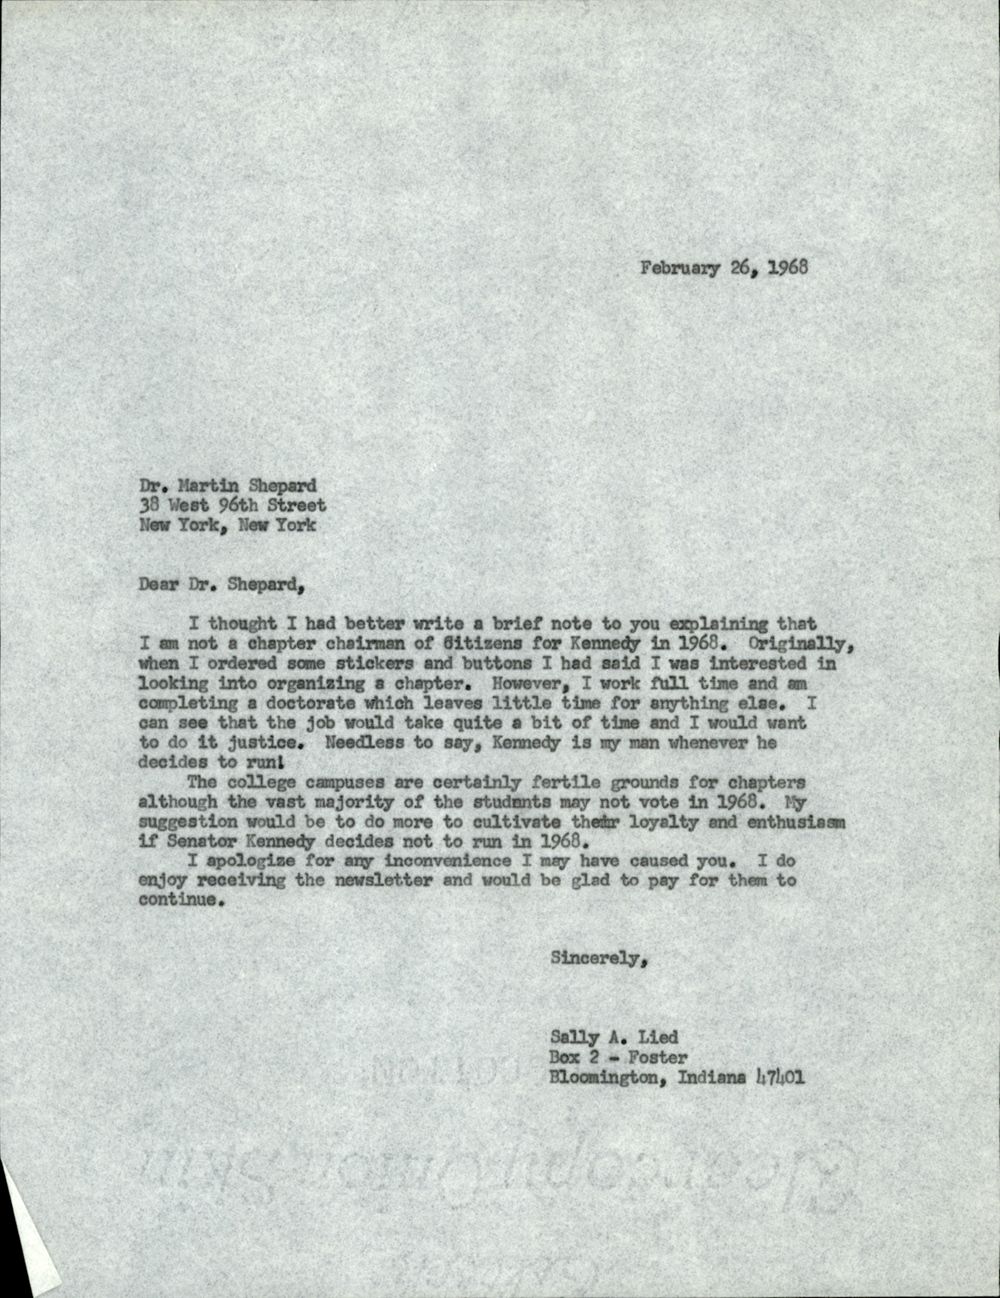 February 26, 1968
Dr. Martin Shepard
38 West 96th Street
New York, New York
Dear Dr. Shepard,
I thought I had better write a brief note to you explaining that
I am not a chapter chairman of Citizens for Kennedy in 1968. Originally,
when I ordered some stickers and buttons I had said I was interested in
looking into organizing a chapter. However, I work full time and am
completing a doctorate which leaves little time for anything else. I
can see that the job would take quite a bit of time and I would want
to do it justice. Needless to say, Kennedy is my man whenever he
decides to run!
The college campuses are certainly fertile grounds for chapters
although the vast majority of the students may not vote in 1968. My
suggestion would be to do more to cultivate their loyalty and enthusiasm
if Senator Kennedy decides not to run in 1968.
I apologize for any inconvenience I may have caused you. I do
enjoy receiving the newsletter and would be glad to pay for them to
continue.
Sincerely,
Sally A. Lied
Box 2 - Foster
Bloomington, Indiana 47401